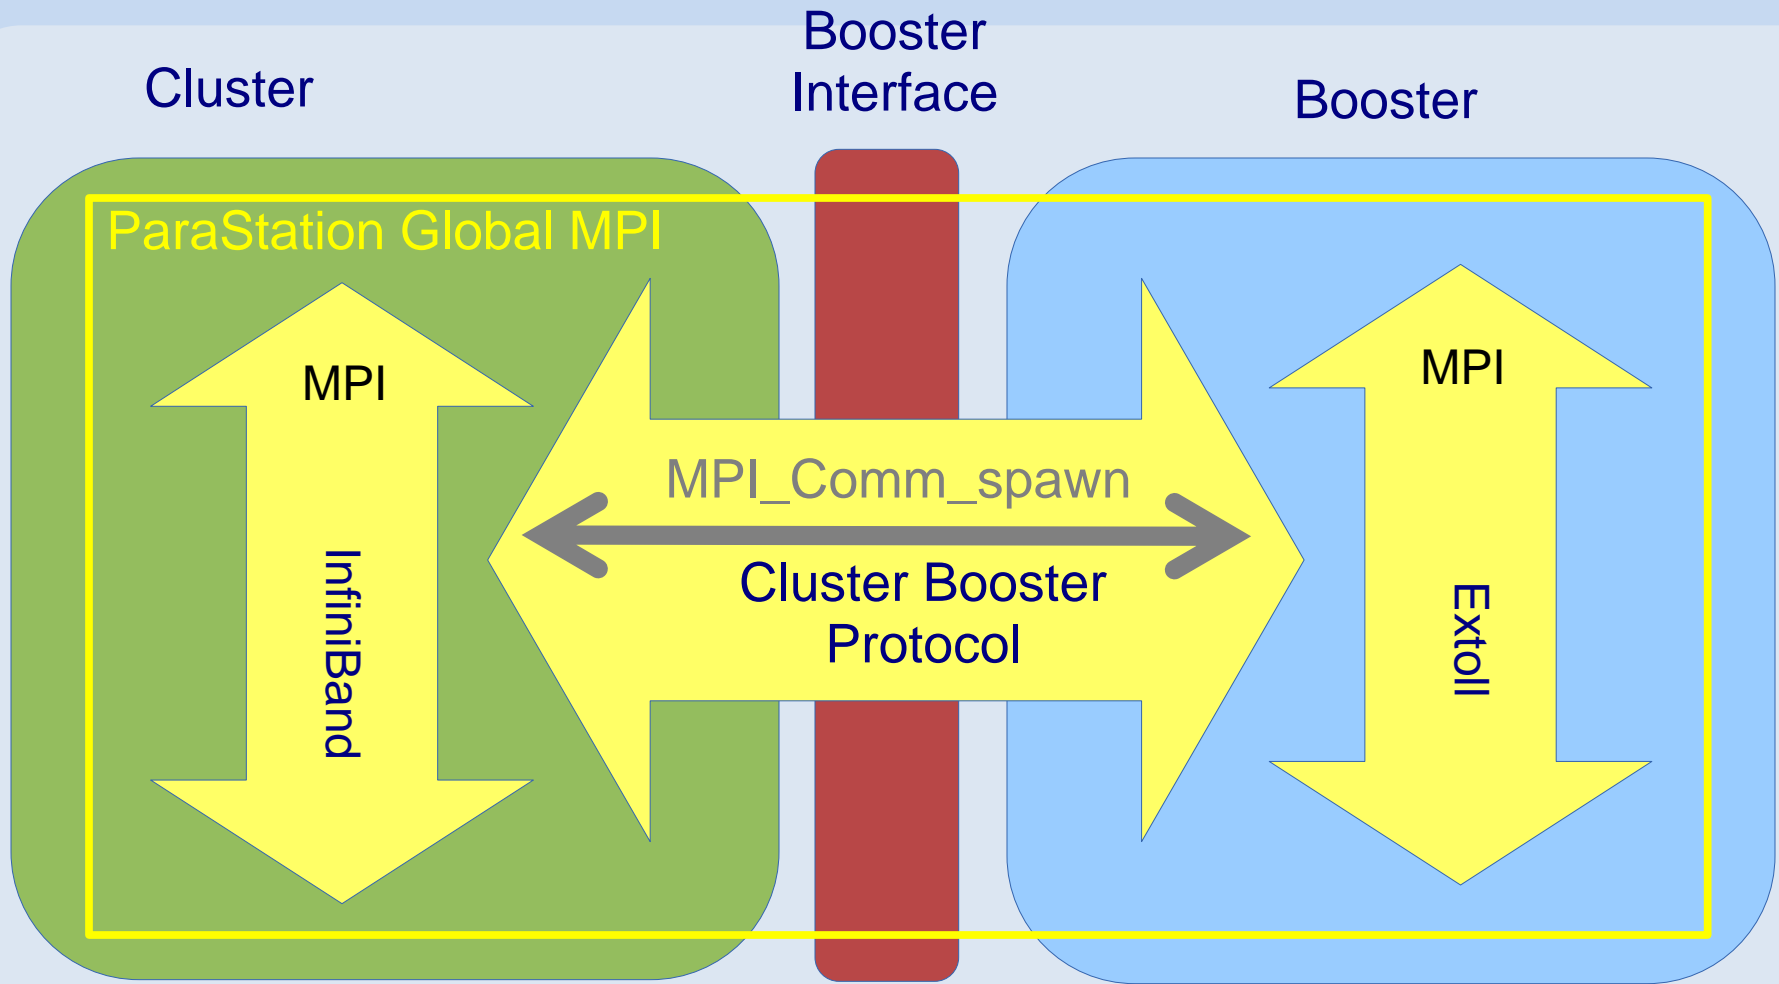 Cluster
Booster
Interface
Booster
ParaStation Global MPI
MPI
InfiniBand
MPI_Comm_spawn
Cluster Booster
Protocol
MPI
Extoll